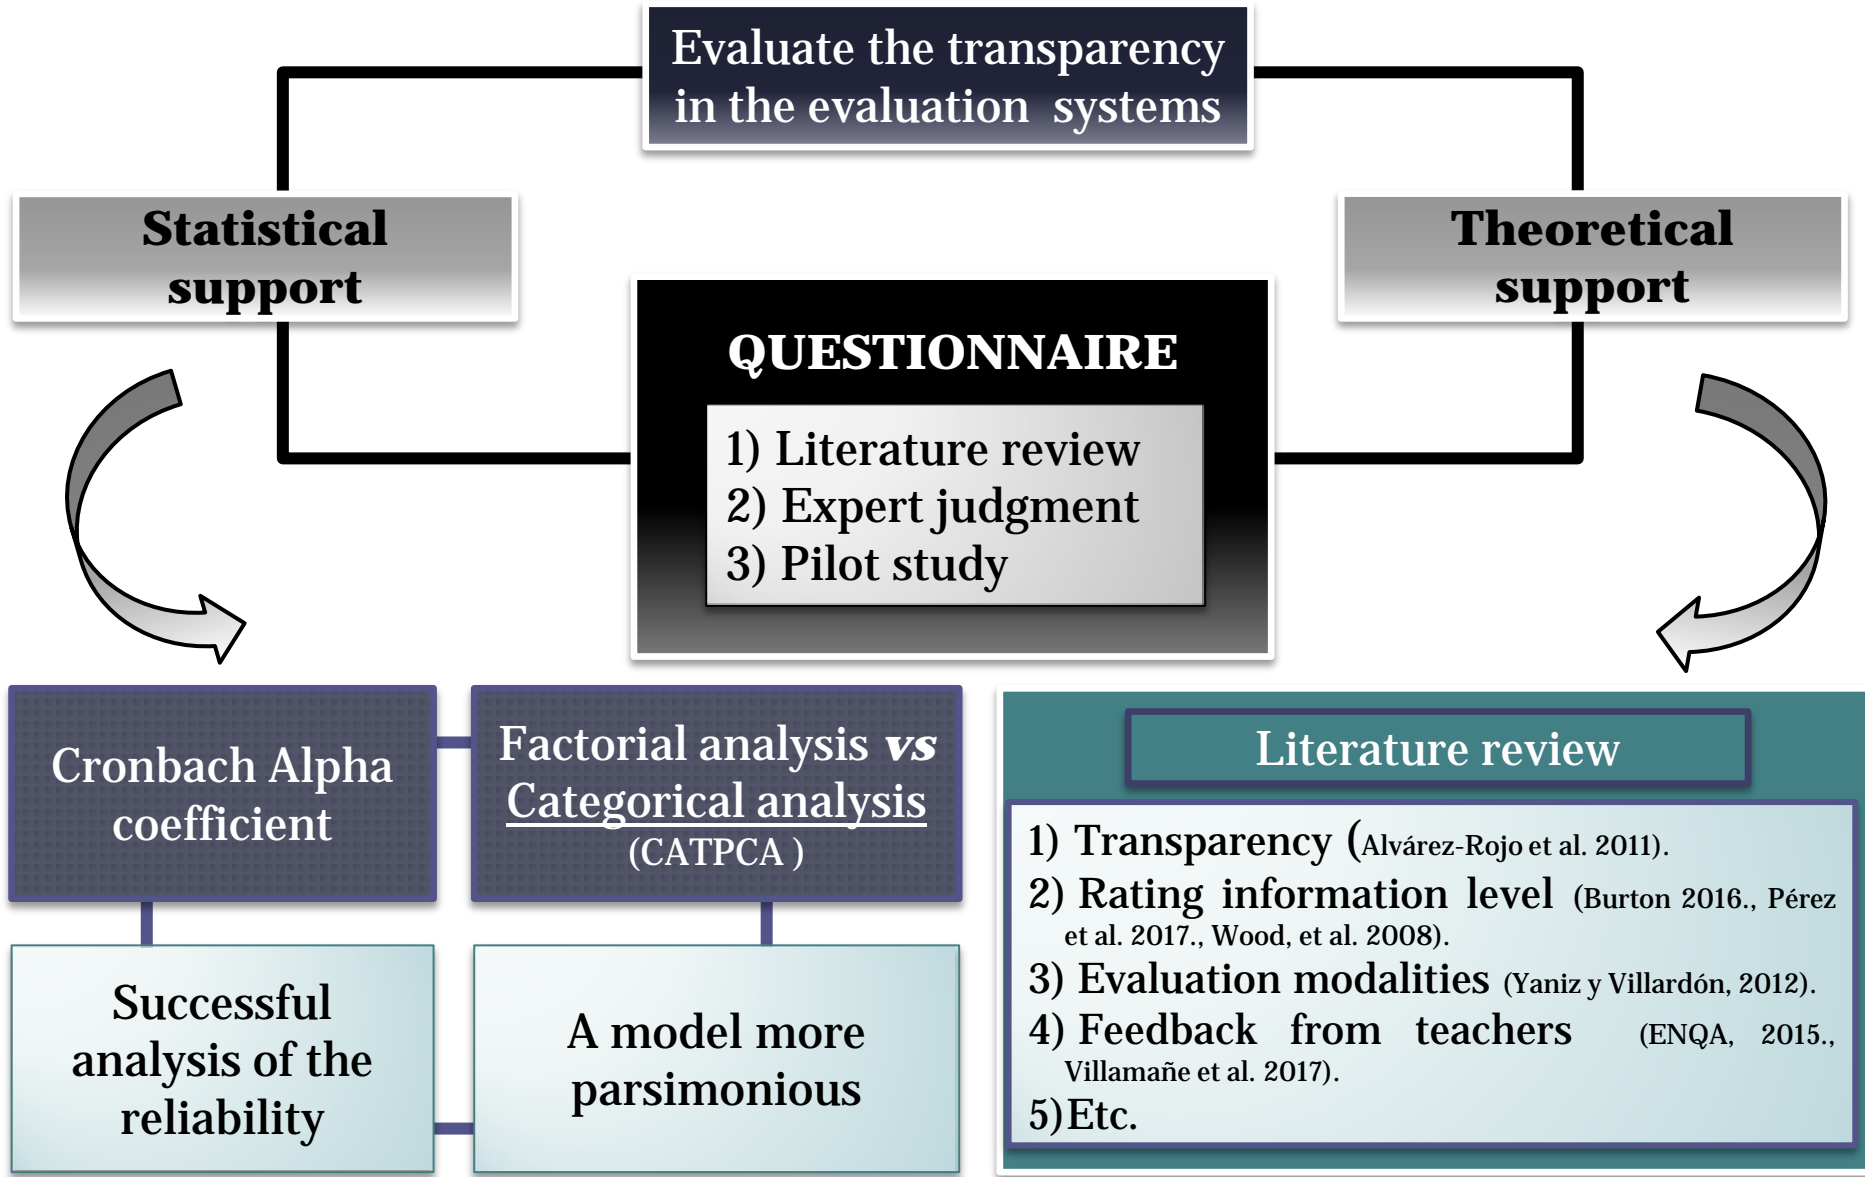 Evaluate the transparency
in the evaluation systems
Statistical
support
Theoretical
support
QUESTIONNAIRE
1) Literature review
2) Expert judgment
3) Pilot study
Cronbach Alpha
coefficient
Factorial analysis vs
Categorical analysis
(CATPCA )
Successful
analysis of the
reliability
A model more
parsimonious
Literature review
1) Transparency (Alvárez-Rojo et al. 2011).
2) Rating information level (Burton 2016., Pérez
et al. 2017., Wood, et al. 2008).
3) Evaluation modalities (Yaniz y Villardón, 2012).
4) Feedback from teachers (ENQA, 2015.,
Villamañe et al. 2017).
5)Etc.